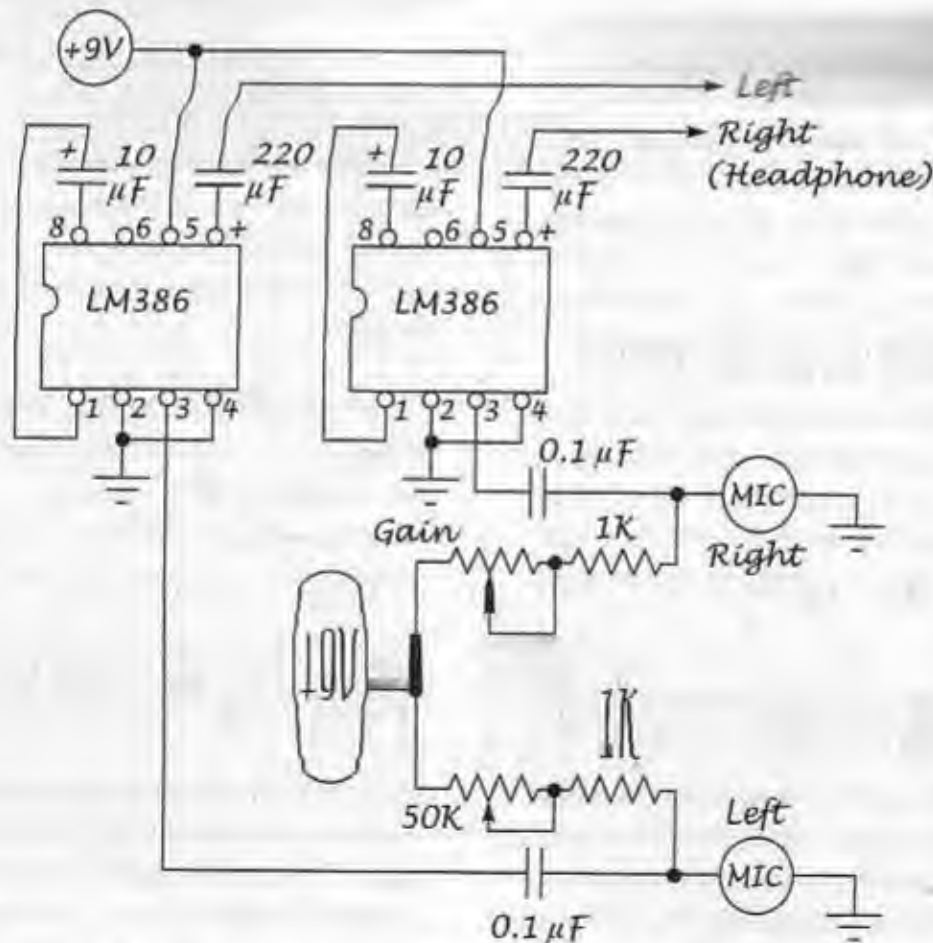 +9V
Left
Right
(Headphone)
+ 10 μF
220 μF
+ 10 μF
220 μF
8 6 5 +
LM386
1 2 3 4
8 6 5 +
LM386
1 2 3 4
0.1 μF
MIC
Right
Gain
1K
+9V
1K
50K
Left
MIC
0.1 μF